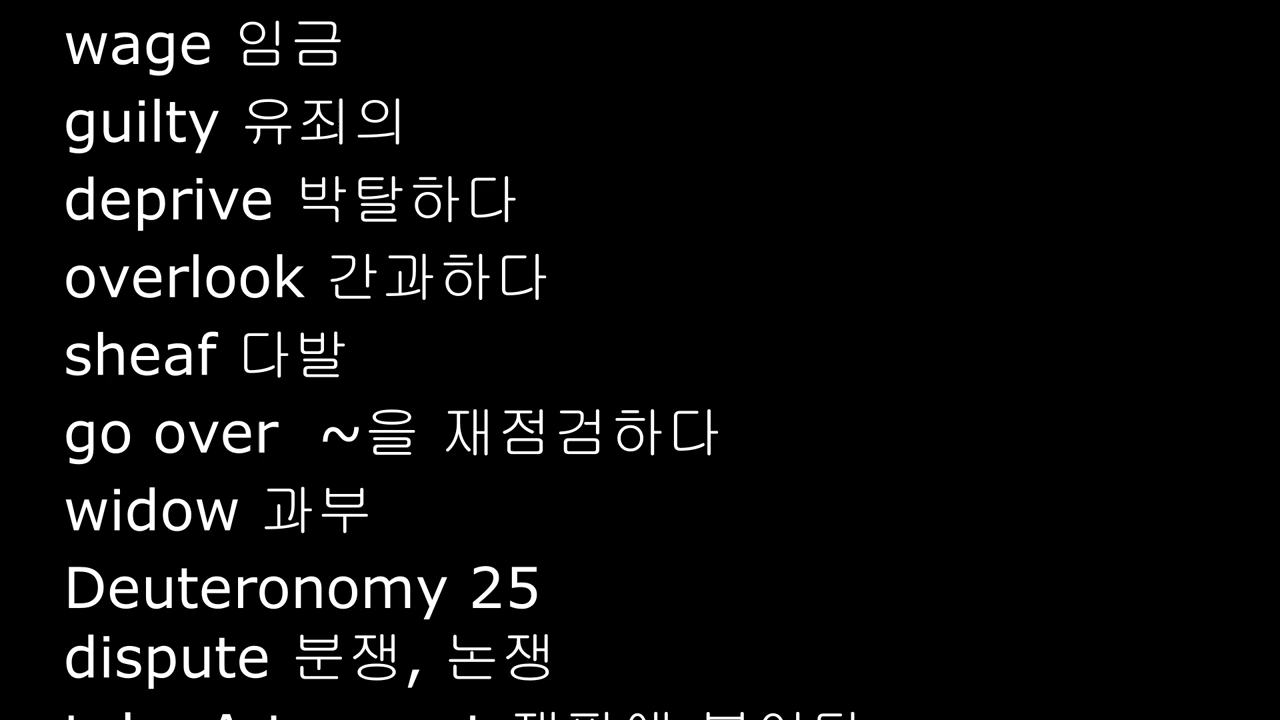 wage 임금
guilty 유죄의
deprive 박탈하다
overlook 간과하다
sheaf 다발
go over ~을 재점검하다
widow 과부
Deuteronomy 25
dispute 분쟁, 논쟁